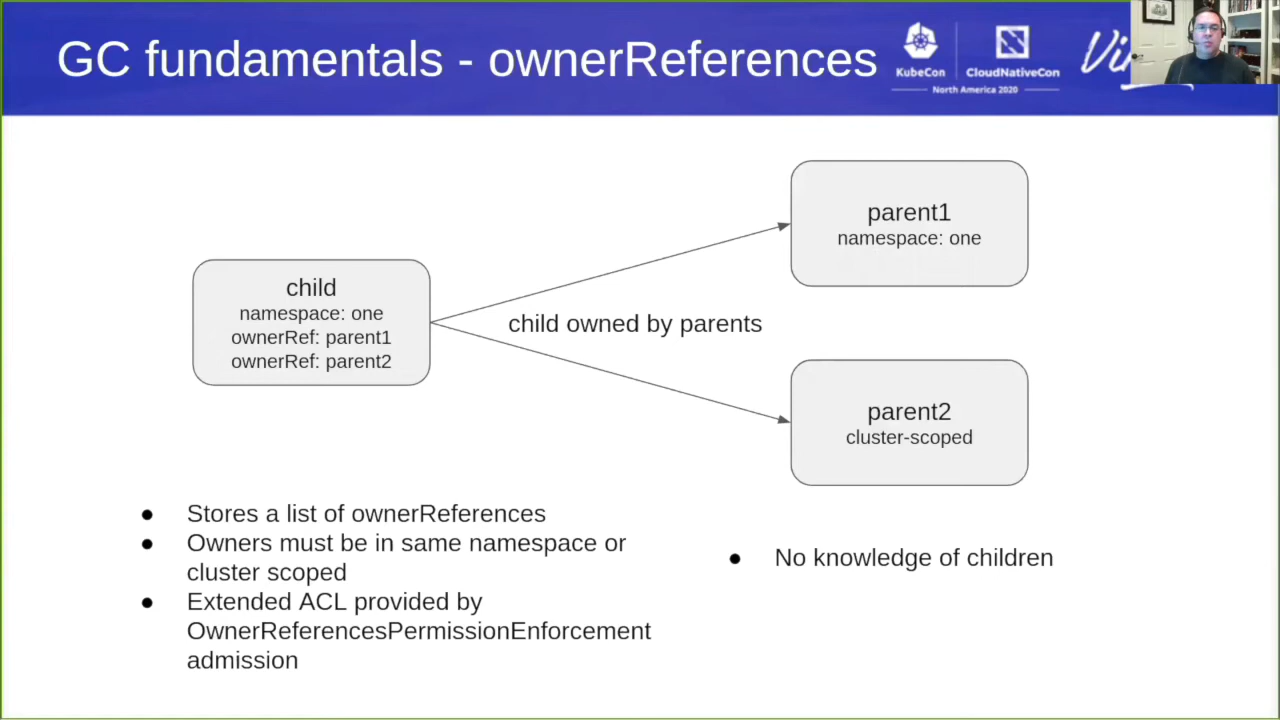 GC fundamentals - ownerReferences
KubeCon
CloudNativeCon
North America 2020
parent1
namespace: one
child
namespace: one
ownerRef: parent1
ownerRef: parent2
child owned by parents
parent2
cluster-scoped
● Stores a list of ownerReferences
● Owners must be in same namespace or
cluster scoped
● Extended ACL provided by
OwnerReferencesPermissionEnforcement
admission
● No knowledge of children